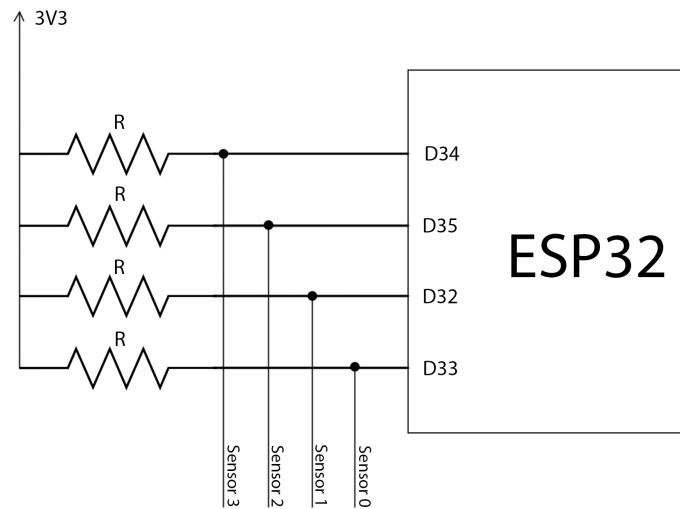 3V3
R
D34
R
D35
ESP32
R
D32
R
D33
Sensor 3
Sensor 2
Sensor 1
Sensor 0